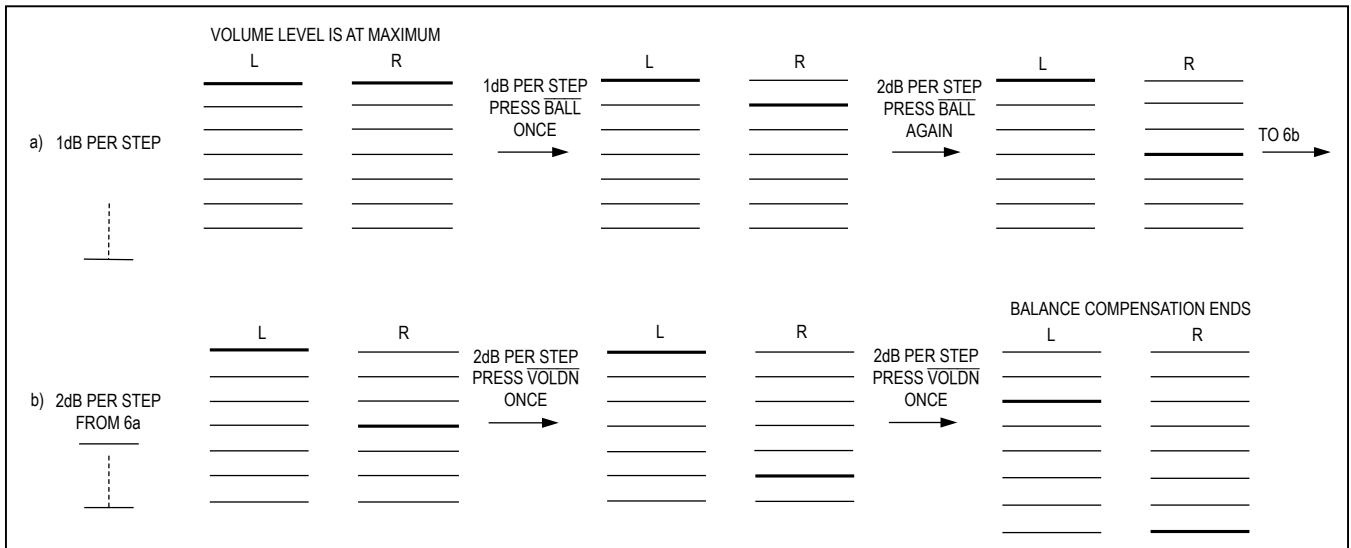 VOLUME LEVEL IS AT MAXIMUM
L R
1dB PER STEP
PRESS BALL
ONCE
L R
2dB PER STEP
PRESS BALL
AGAIN
L R
a) 1dB PER STEP
TO 6b
BALANCE COMPENSATION ENDS
L R
2dB PER STEP
PRESS VOLDN
ONCE
L R
2dB PER STEP
PRESS VOLDN
ONCE
L R
b) 2dB PER STEP
FROM 6a